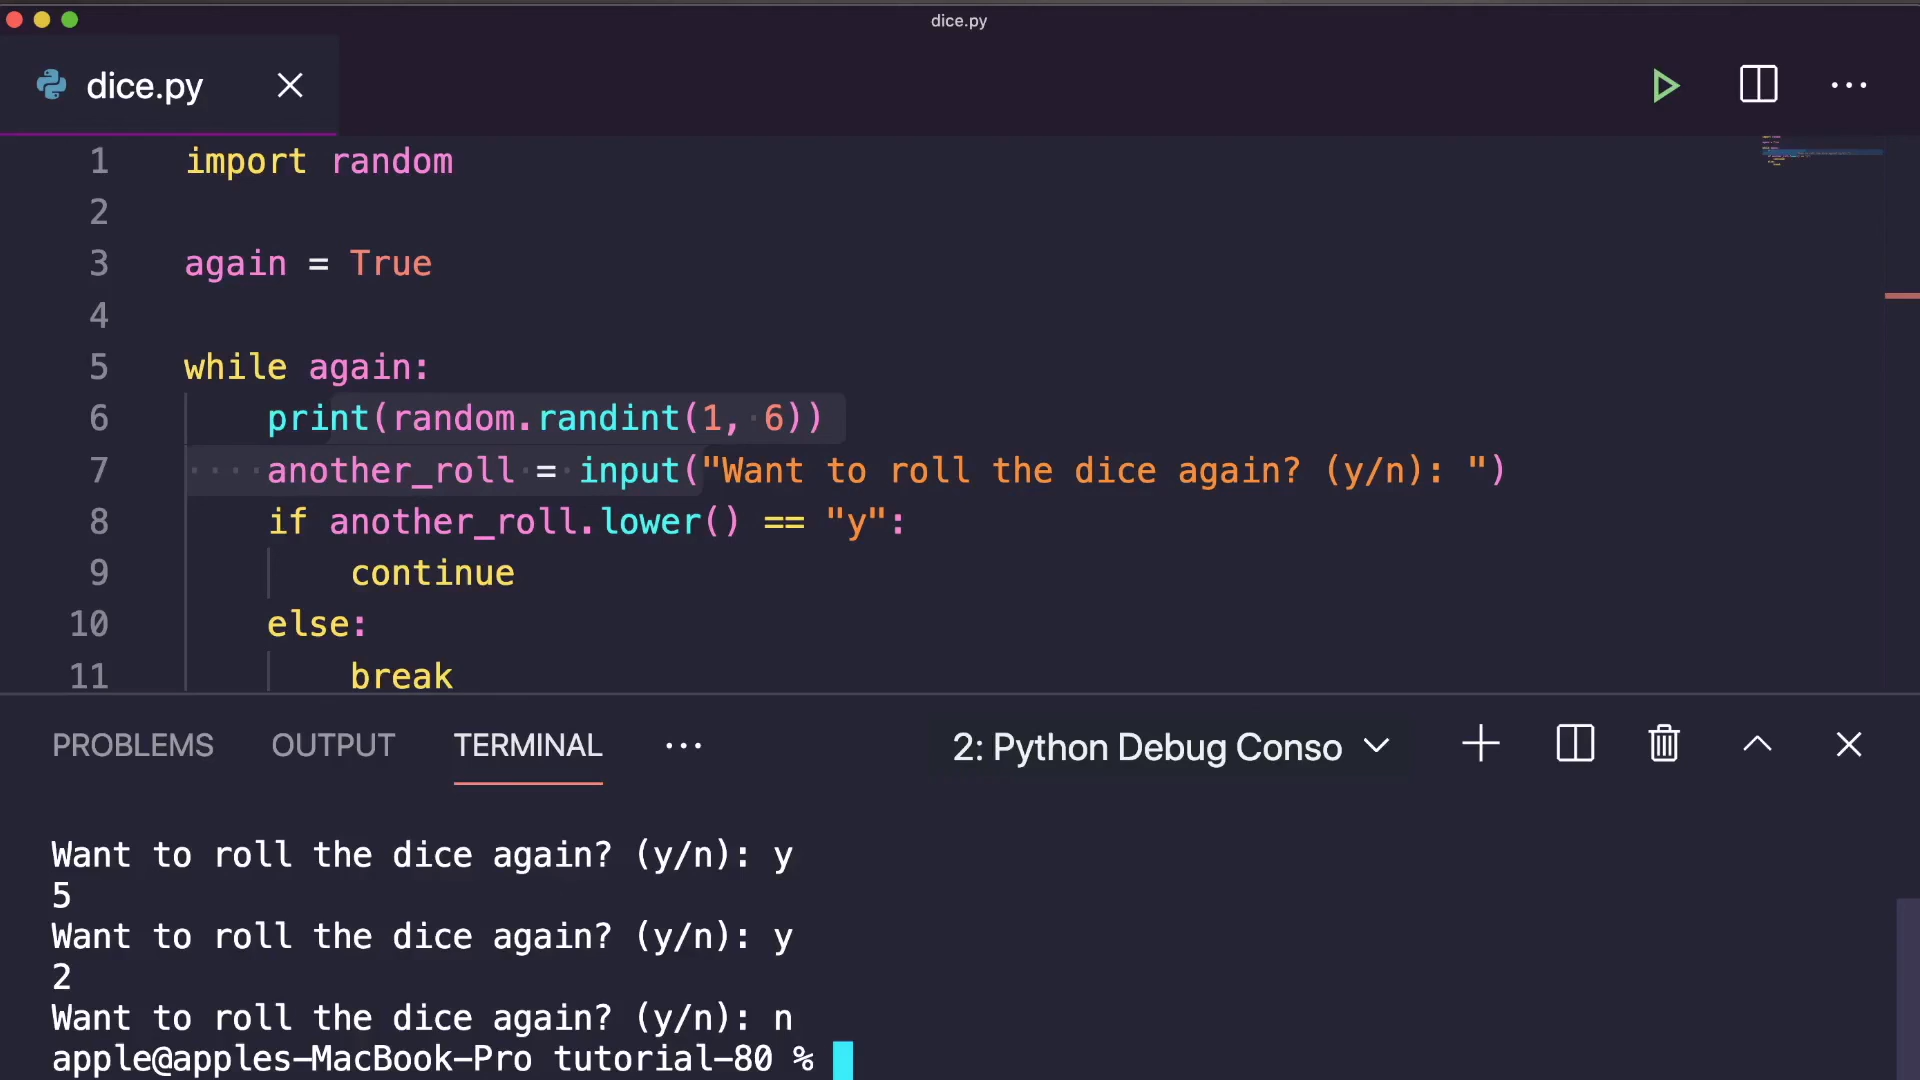 dice.py
dice.py
1 import random
2
3 again = True
4
5 while again:
6     print(random.randint(1, 6))
7     another_roll = input("Want to roll the dice again? (y/n): ")
8     if another_roll.lower() == "y":
9         continue
10     else:
11         break
PROBLEMS OUTPUT TERMINAL ··· 2: Python Debug Conso
Want to roll the dice again? (y/n): y
5
Want to roll the dice again? (y/n): y
2
Want to roll the dice again? (y/n): n
apple@apples-MacBook-Pro tutorial-80 %